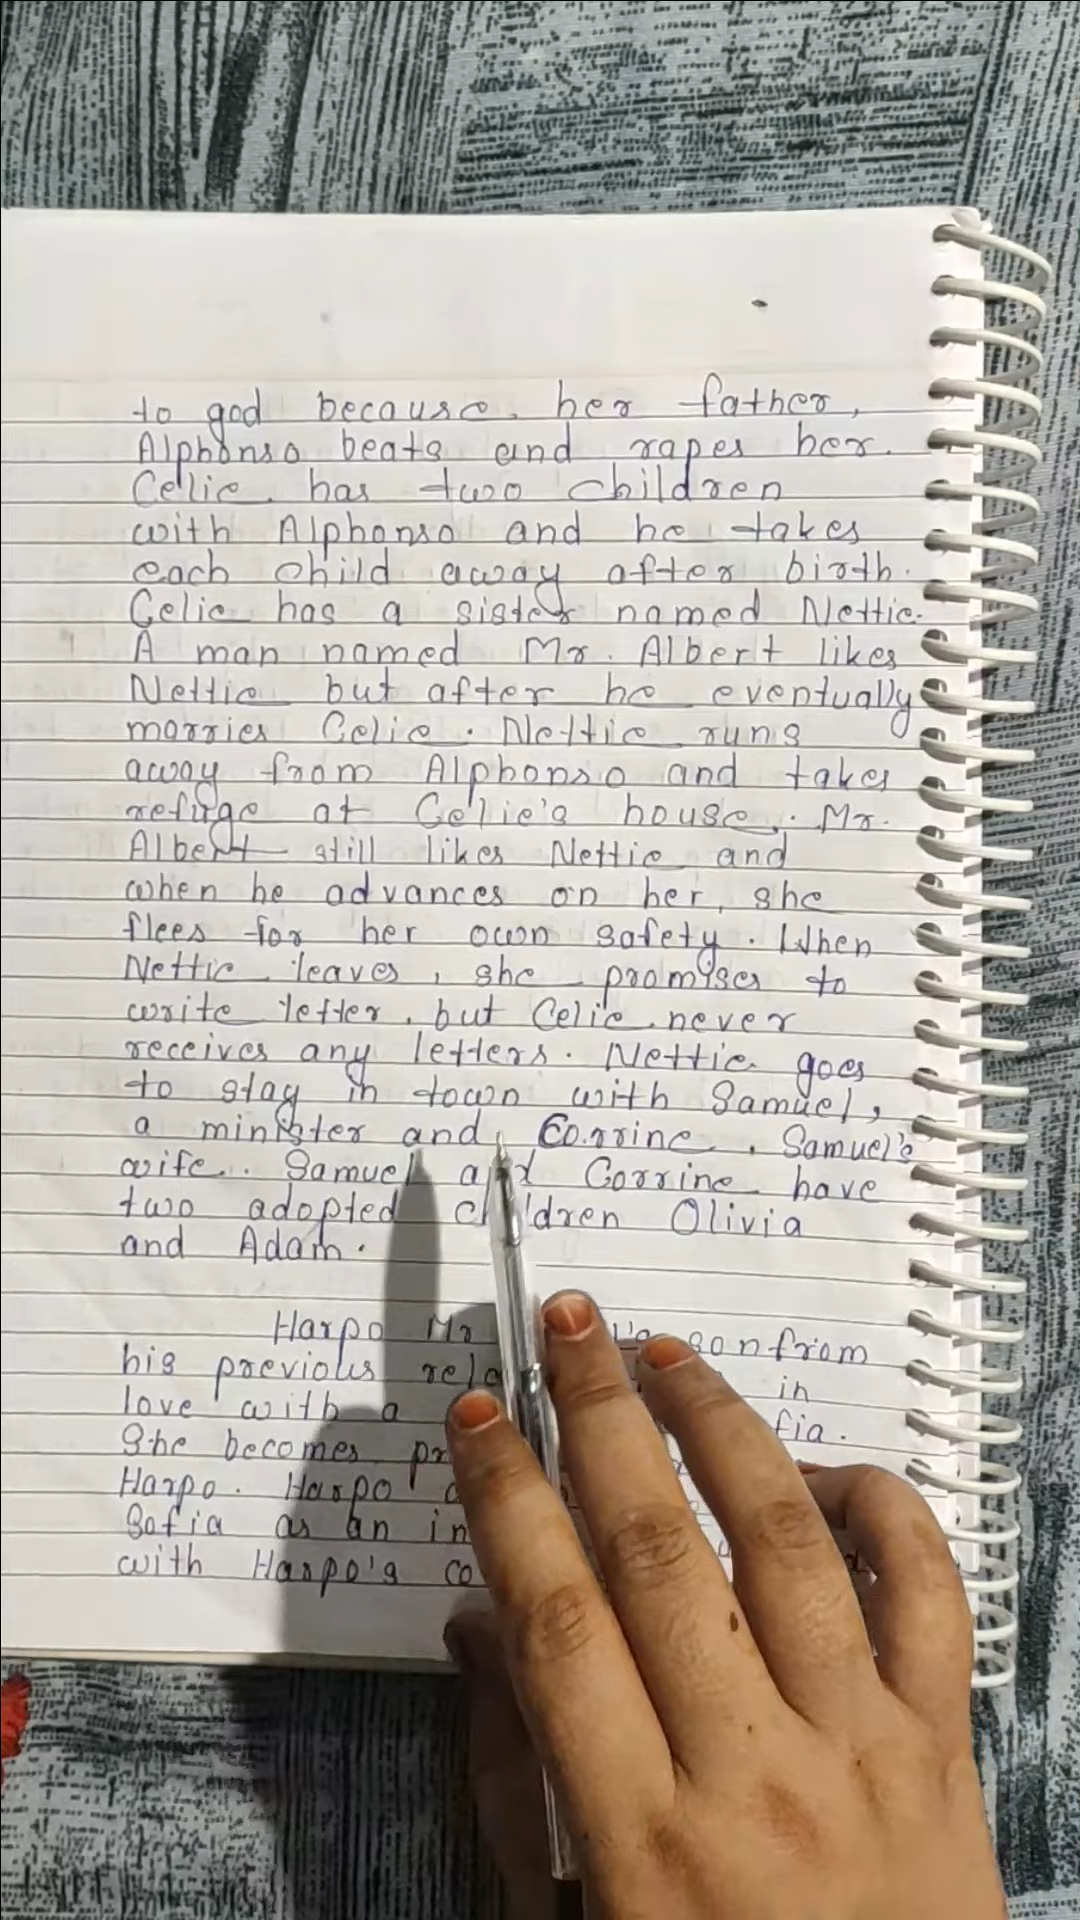 to god because her father,
Alphonso beats and rapes her.
Celie has two children
with Alphonso and he takes
each child away after birth.
Celie has a sister named Nettie.
A man named Mr. Albert likes
Nettie but after he eventually
marries Celie. Nettie runs
away from Alphonso and takes
refuge at Celie's house. Mr.
Albert still likes Nettie and
when he advances on her, she
flees for her own safety. When
Nettie leaves, she promises to
write letter, but Celie never
receives any letters. Nettie goes
to stay in town with Samuel,
a minister and Corrine, Samuel's
wife. Samuel and Corrine have
two adopted children Olivia
and Adam.
Harpo Mr son from
his previous in
love with a
She becomes
Harpo. Harpo
Sofia as an
with Harpo's